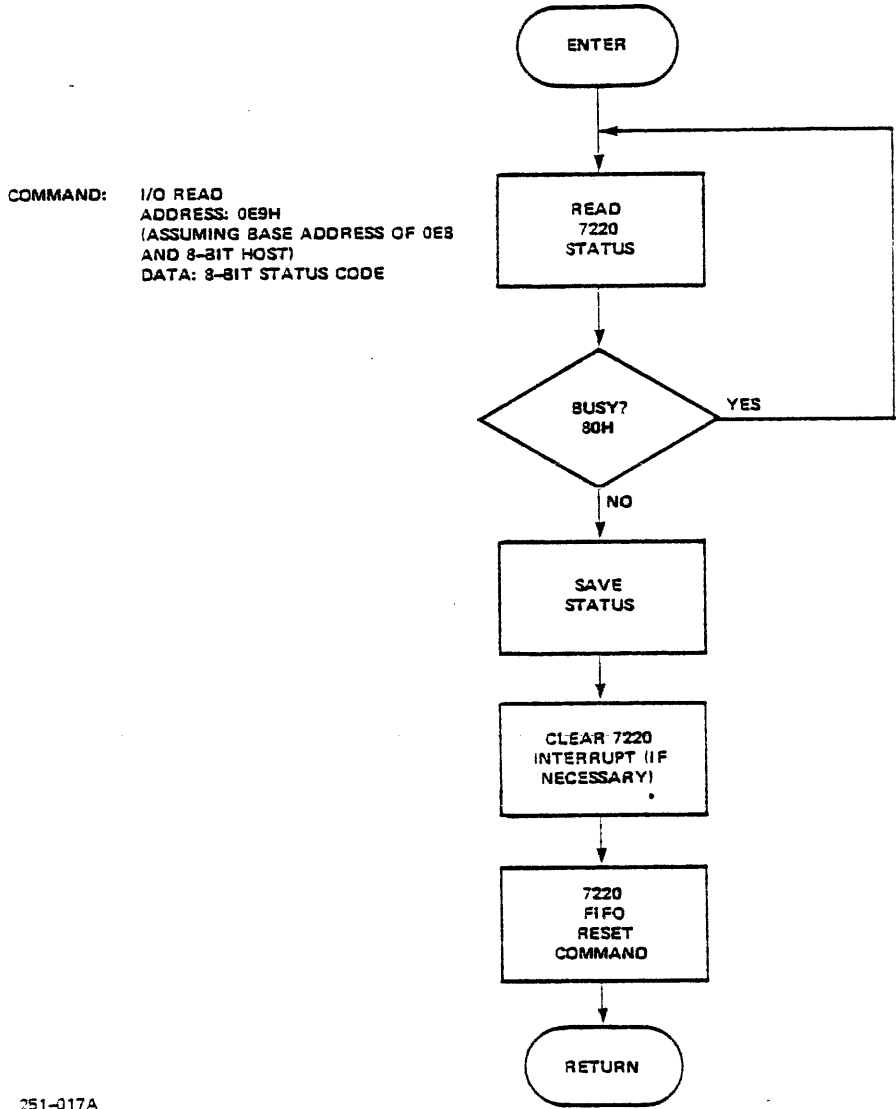 ENTER
COMMAND: I/O READ
ADDRESS: 0E9H
(ASSUMING BASE ADDRESS OF 0E8
AND 8-BIT HOST)
DATA: 8-BIT STATUS CODE
READ
7220
STATUS
BUSY?
80H
YES
NO
SAVE
STATUS
CLEAR 7220
INTERRUPT (IF
NECESSARY)
7220
FIFO
RESET
COMMAND
RETURN
251-017A